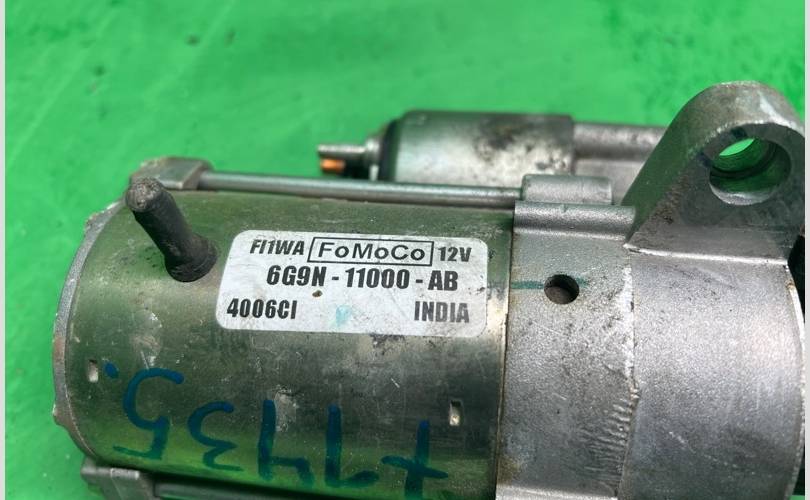 FI1WA FoMoCo 12V
6G9N - 11000 - AB
4006CI INDIA